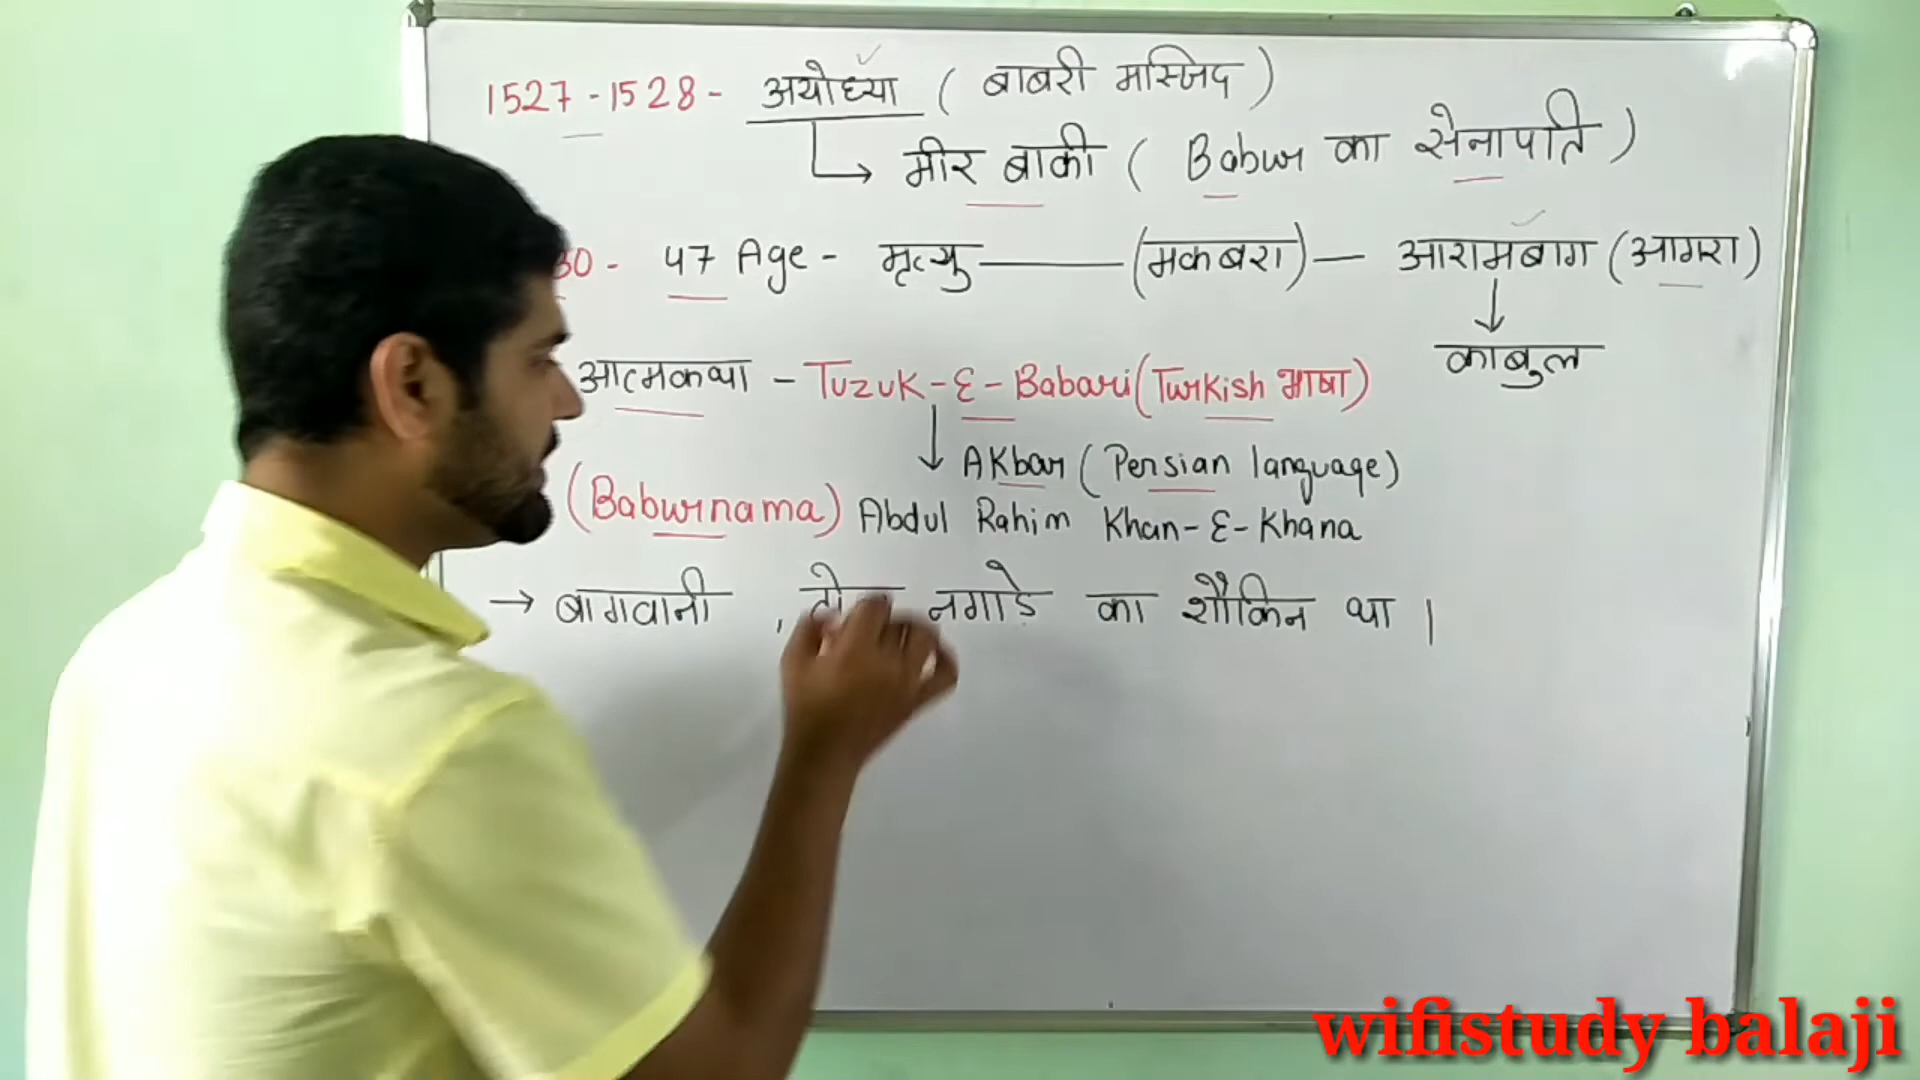 1527-1528- अयोध्या ( बाबरी मस्जिद )
→ मीर बाकी ( Babur का सेनापति )
30 - 47 Age - मृत्यु —— (मकबरा) — आरामबाग (आगरा)
↓
काबुल
आत्मकथा - Tuzuk-E-Babari (Turkish भाषा)
↓ Akbar ( Persian language )
(Baburnama) Abdul Rahim Khan-E-Khana
→ बागवानी , नगाड़े का शौकिन था |
wifistudy balaji